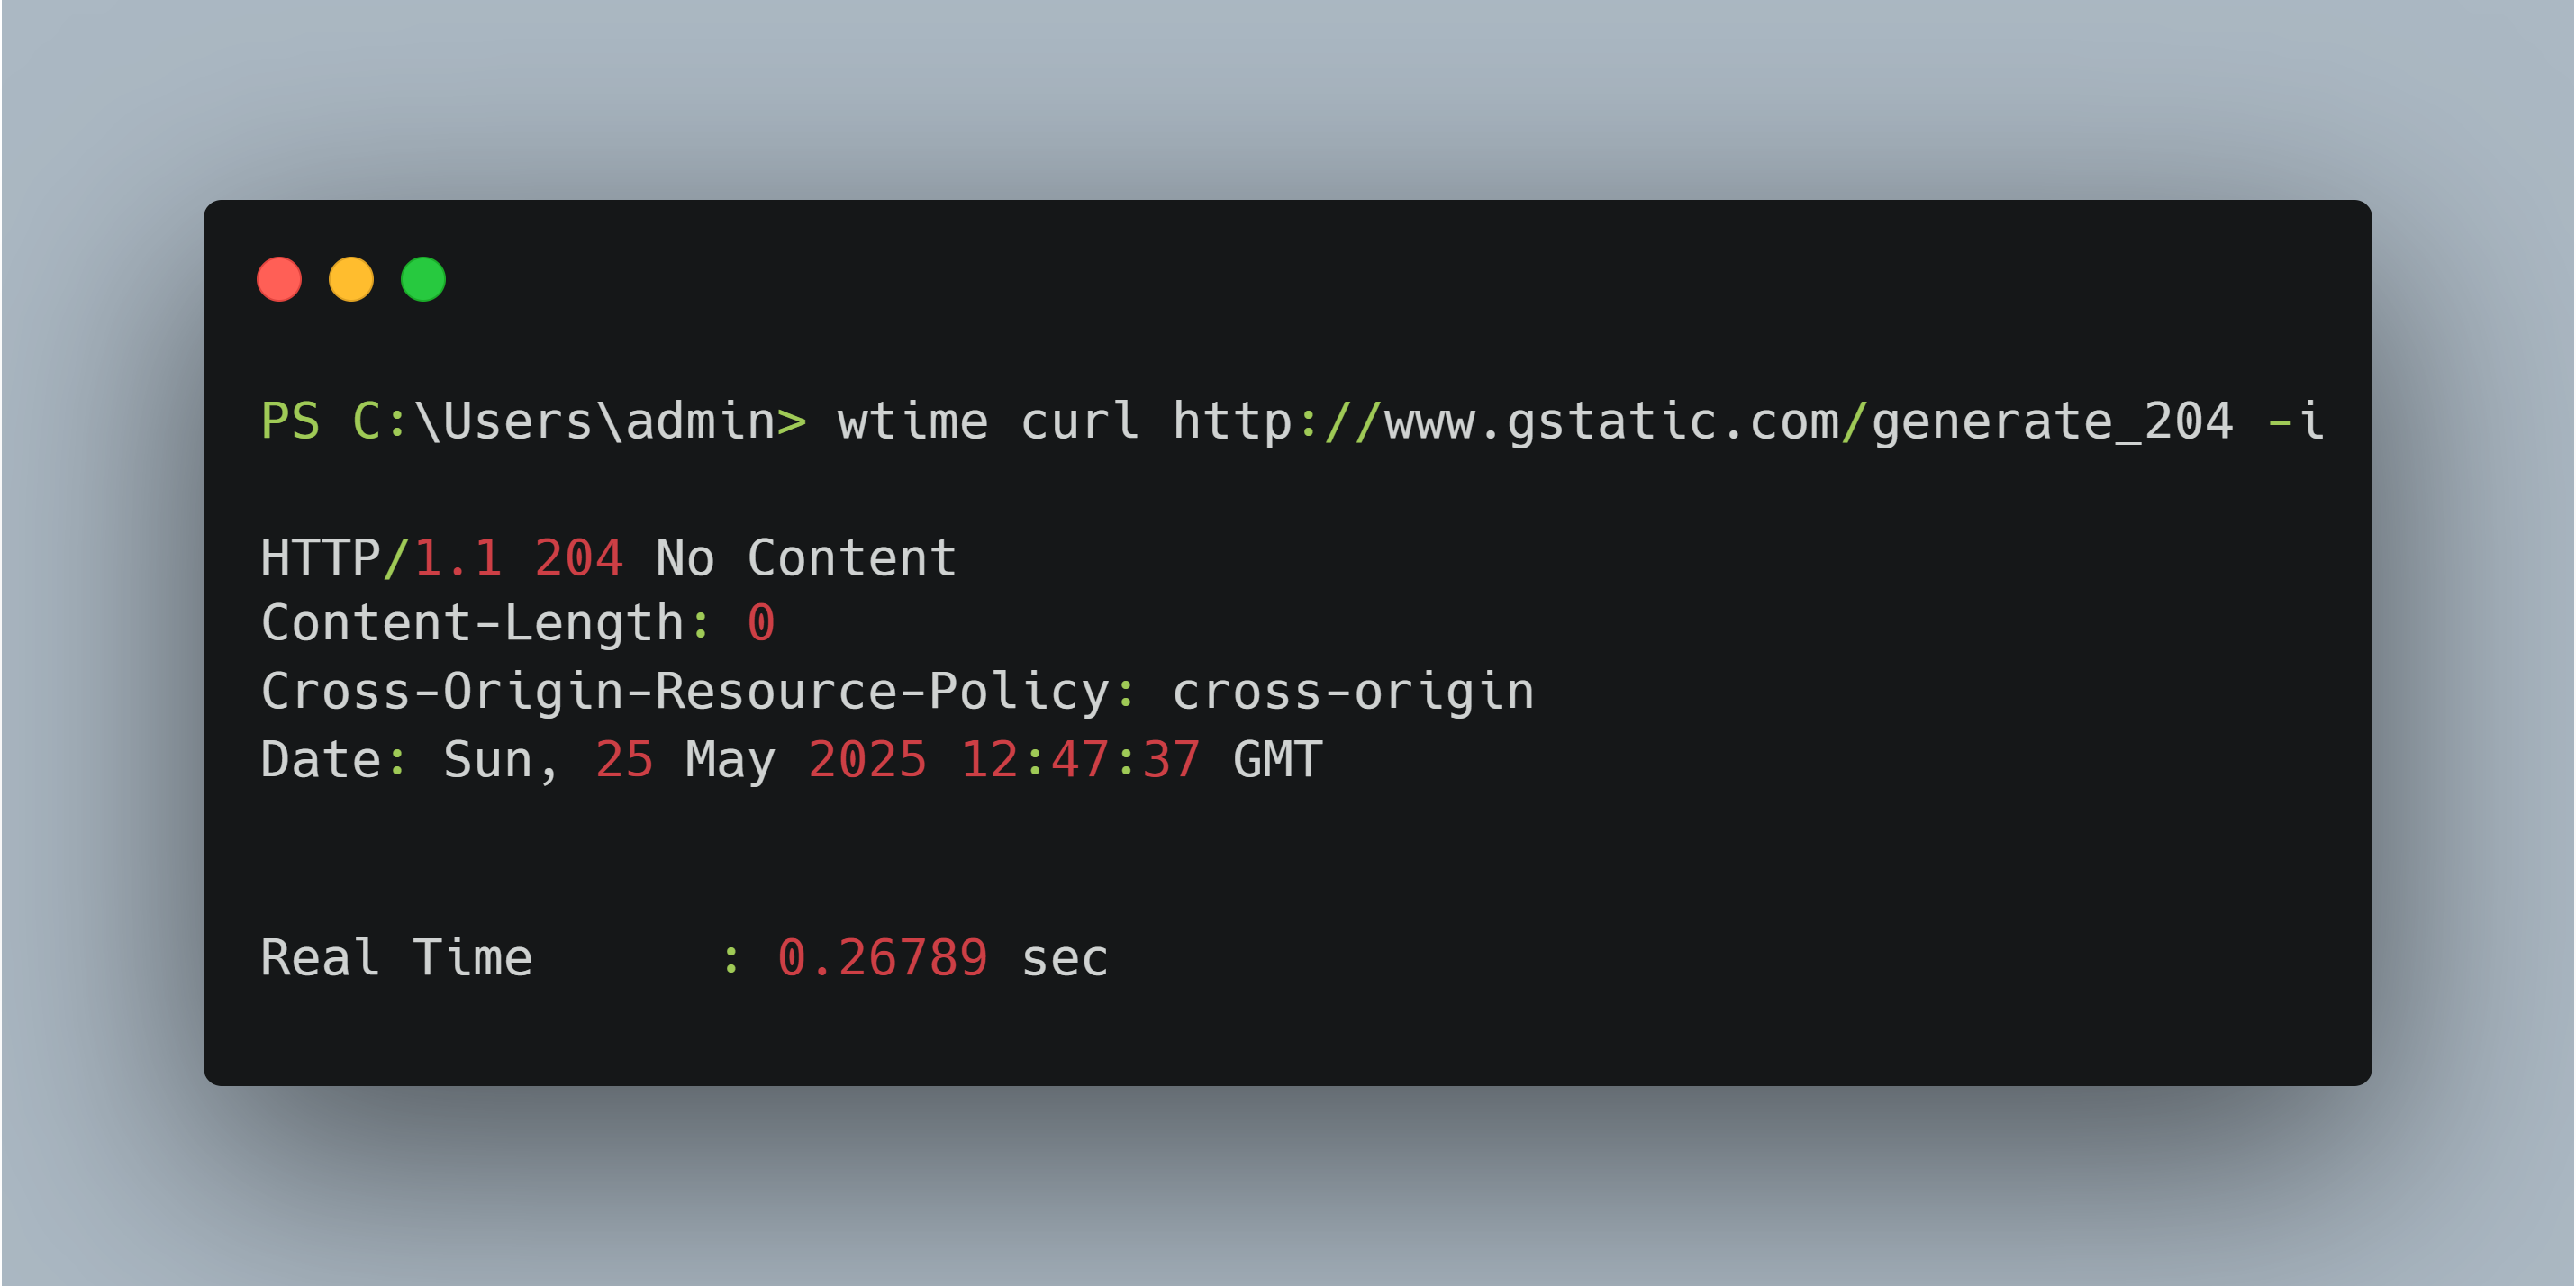 PS C:\Users\admin> wtime curl http://www.gstatic.com/generate_204 -i
HTTP/1.1 204 No Content
Content-Length: 0
Cross-Origin-Resource-Policy: cross-origin
Date: Sun, 25 May 2025 12:47:37 GMT
Real Time      : 0.26789 sec